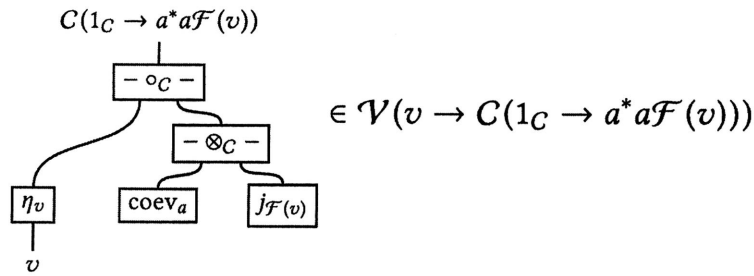 𝒞(1_𝒞 → a*a𝓕(v))
− ∘_𝒞 −
∈ 𝒱(v → 𝒞(1_𝒞 → a*a𝓕(v)))
− ⊗_𝒞 −
η_v coev_a j_𝓕(v)
v